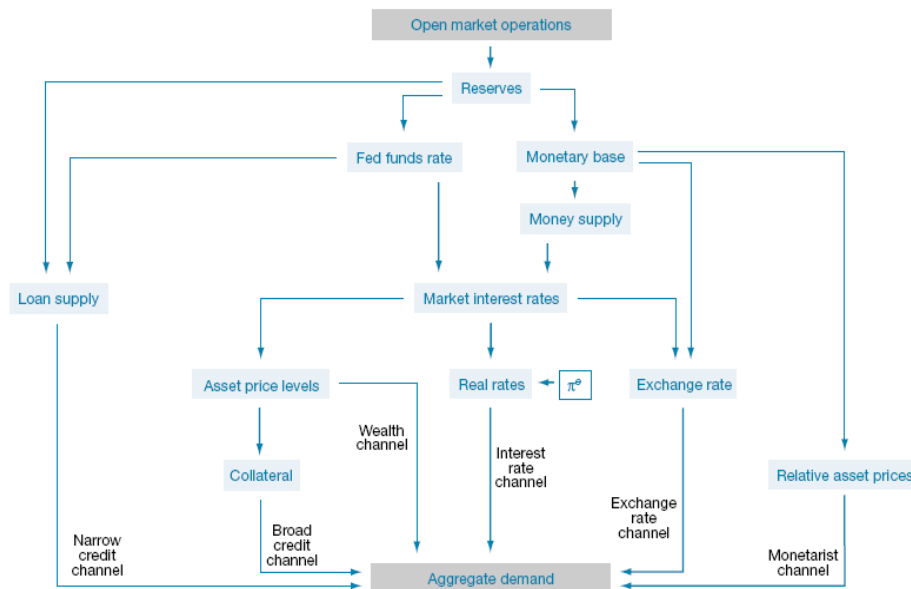 Open market operations
Reserves
Fed funds rate
Monetary base
Money supply
Loan supply
Market interest rates
Asset price levels
Real rates
πᵉ
Exchange rate
Wealth
channel
Interest
rate
channel
Collateral
Relative asset prices
Exchange
rate
channel
Narrow
credit
channel
Broad
credit
channel
Monetarist
channel
Aggregate demand